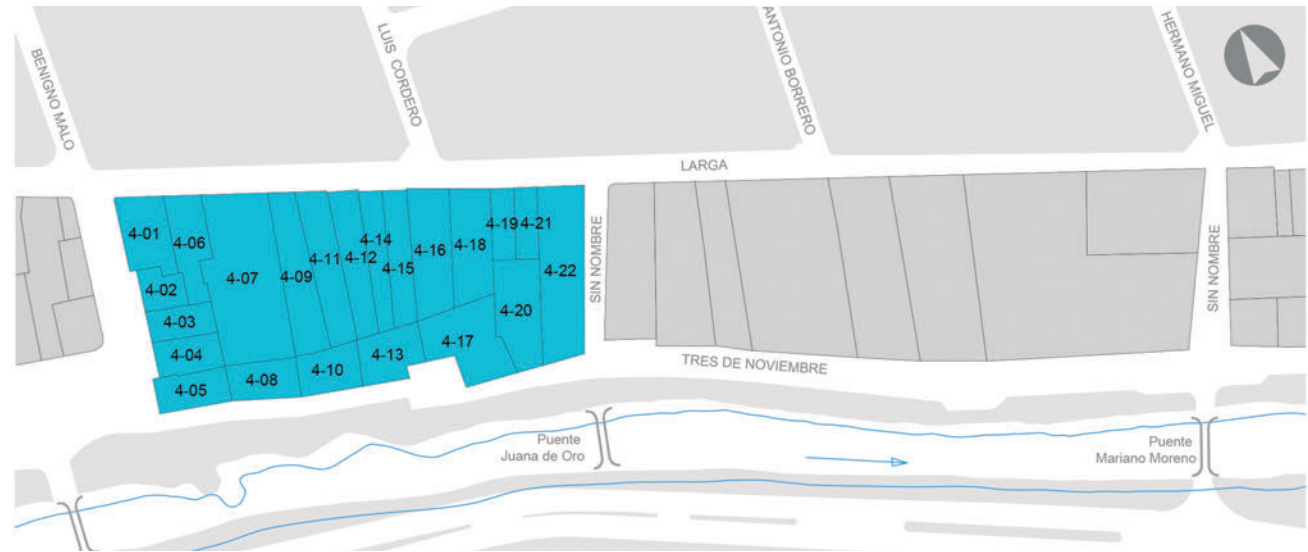 BENIGNO MALO
LUIS CORDERO
ANTONIO BORRERO
HERMANO MIGUEL
LARGA
4-01
4-06
4-07
4-09
4-11
4-12
4-14
4-15
4-16
4-18
4-19
4-21
4-22
4-02
4-03
4-04
4-05
4-08
4-10
4-13
4-17
4-20
SIN NOMBRE
SIN NOMBRE
TRES DE NOVIEMBRE
Puente
Juana de Oro
Puente
Mariano Moreno